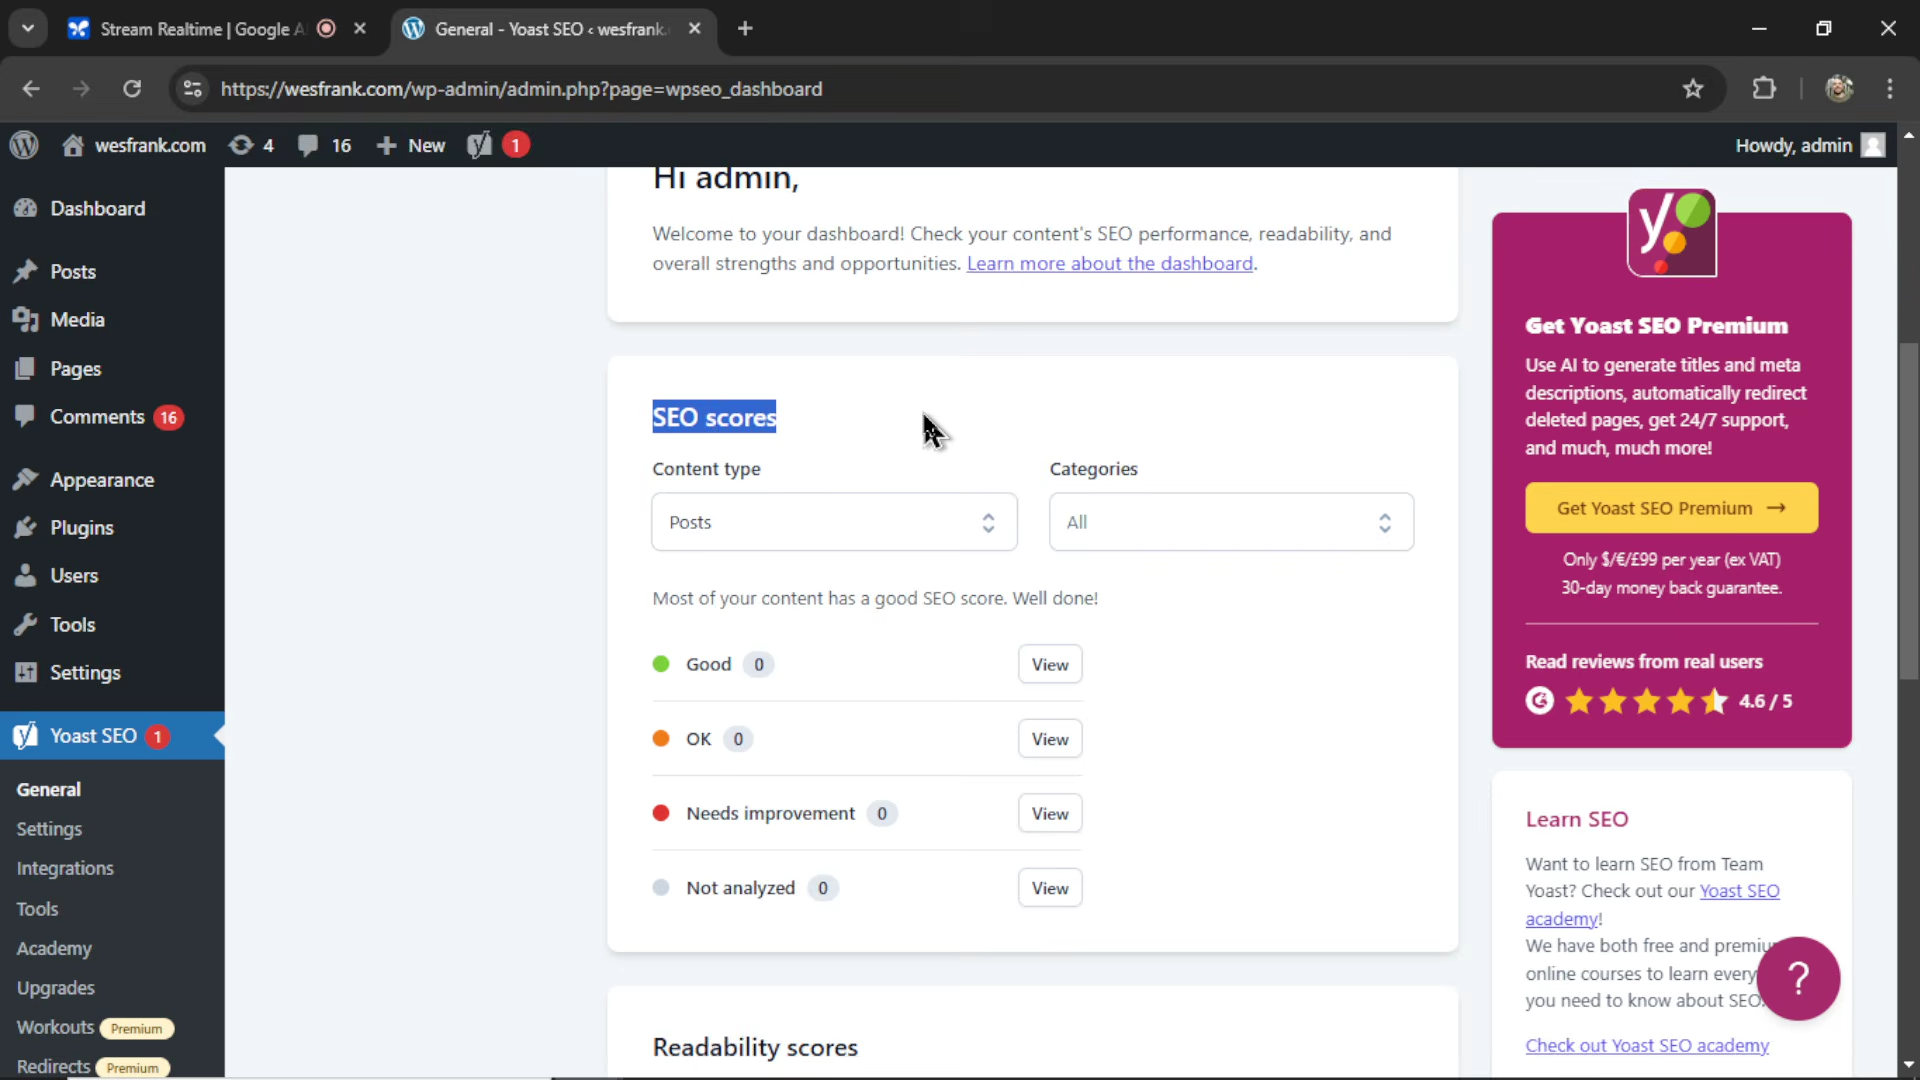 Stream Realtime | Google A
General - Yoast SEO ‹ wesfrank.
https://wesfrank.com/wp-admin/admin.php?page=wpseo_dashboard
wesfrank.com
4
16
New
1
Howdy, admin
Dashboard
Posts
Media
Pages
Comments 16
Appearance
Plugins
Users
Tools
Settings
Yoast SEO 1
General
Settings
Integrations
Tools
Academy
Upgrades
Workouts Premium
Redirects Premium
Hi admin,
Welcome to your dashboard! Check your content's SEO performance, readability, and
overall strengths and opportunities. Learn more about the dashboard.
SEO scores
Content type
Categories
Posts
All
Most of your content has a good SEO score. Well done!
Good 0 View
OK 0 View
Needs improvement 0 View
Not analyzed 0 View
Readability scores
Get Yoast SEO Premium
Use AI to generate titles and meta
descriptions, automatically redirect
deleted pages, get 24/7 support,
and much, much more!
Get Yoast SEO Premium →
Only $/€/£99 per year (ex VAT)
30-day money back guarantee.
Read reviews from real users
4.6 / 5
Learn SEO
Want to learn SEO from Team
Yoast? Check out our Yoast SEO
academy!
We have both free and premiu
online courses to learn every
you need to know about SEO.
Check out Yoast SEO academy
?